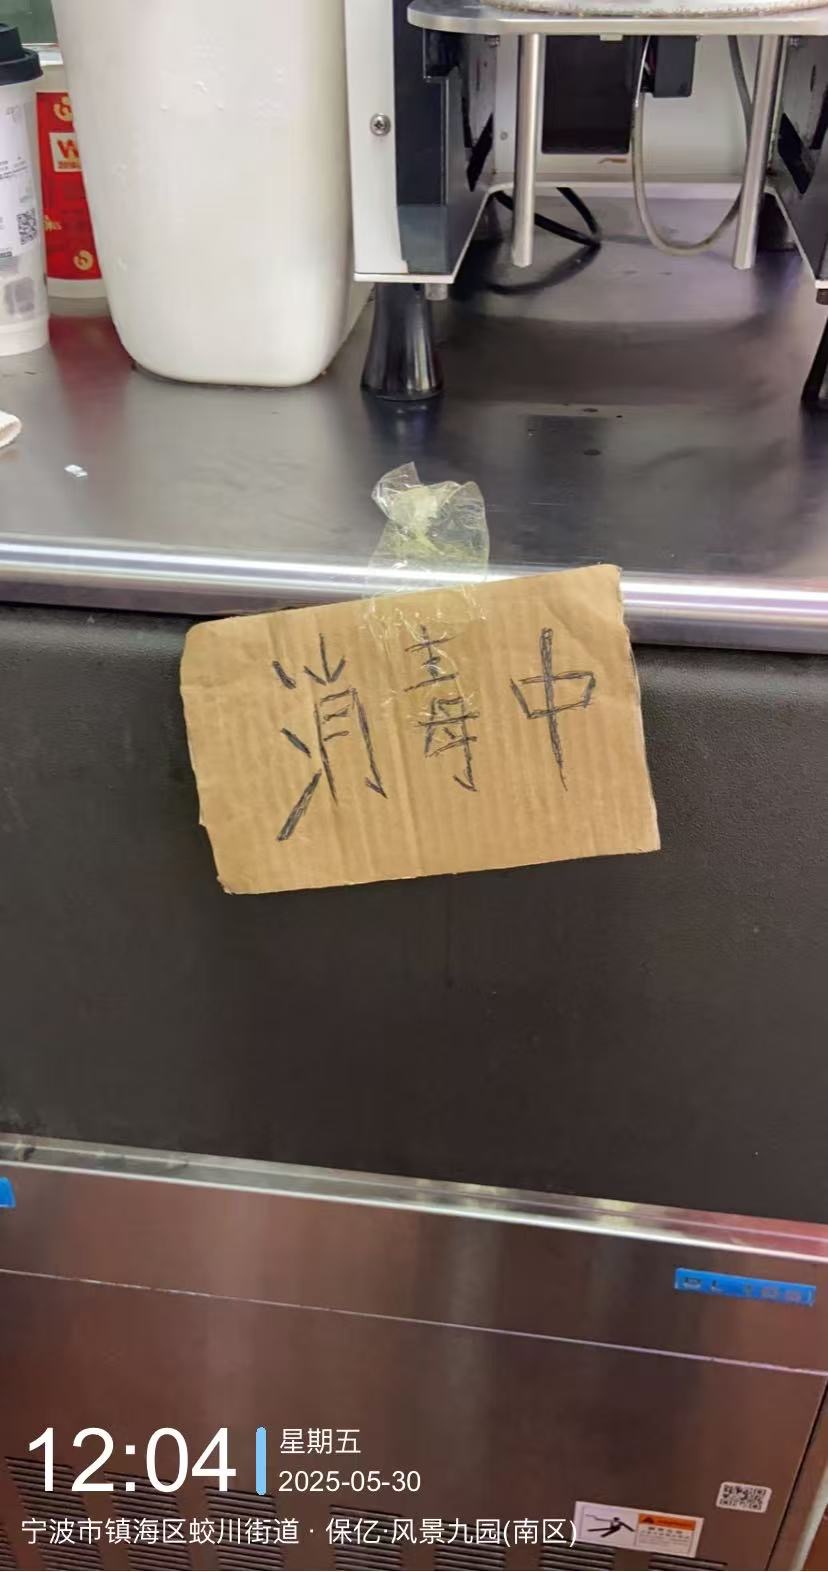 消毒中
12:04
星期五
2025-05-30
宁波市镇海区蛟川街道 · 保亿·风景九园(南区)